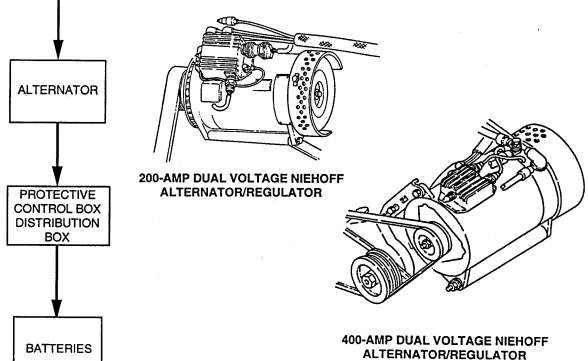 ALTERNATOR
200-AMP DUAL VOLTAGE NIEHOFF
ALTERNATOR/REGULATOR
PROTECTIVE
CONTROL BOX
DISTRIBUTION
BOX
BATTERIES
400-AMP DUAL VOLTAGE NIEHOFF
ALTERNATOR/REGULATOR